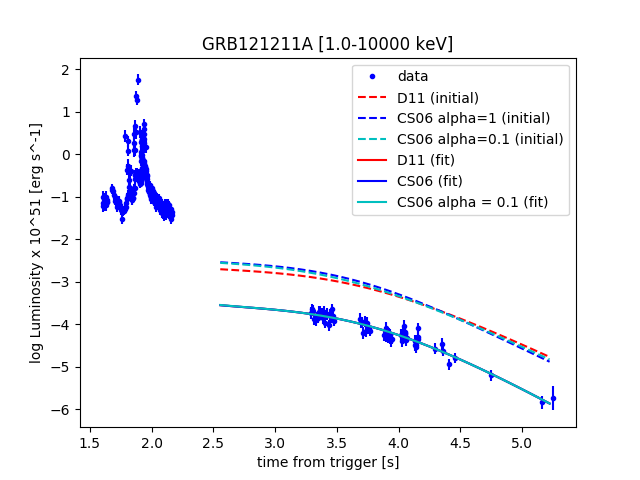 GRB121211A [1.0-10000 keV]
log Luminosity x 10^51 [erg s^-1]
2
1
0
−1
−2
−3
−4
−5
−6
data
D11 (initial)
CS06 alpha=1 (initial)
CS06 alpha=0.1 (initial)
D11 (fit)
CS06 (fit)
CS06 alpha = 0.1 (fit)
1.5 2.0 2.5 3.0 3.5 4.0 4.5 5.0
time from trigger [s]